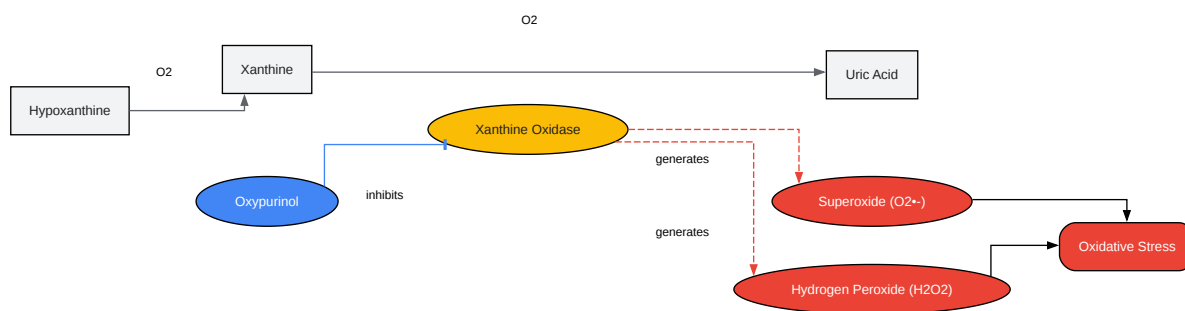 O2
O2
Xanthine
Uric Acid
Hypoxanthine
Xanthine Oxidase
generates
inhibits
Oxypurinol
Superoxide (O2•-)
generates
Oxidative Stress
Hydrogen Peroxide (H2O2)